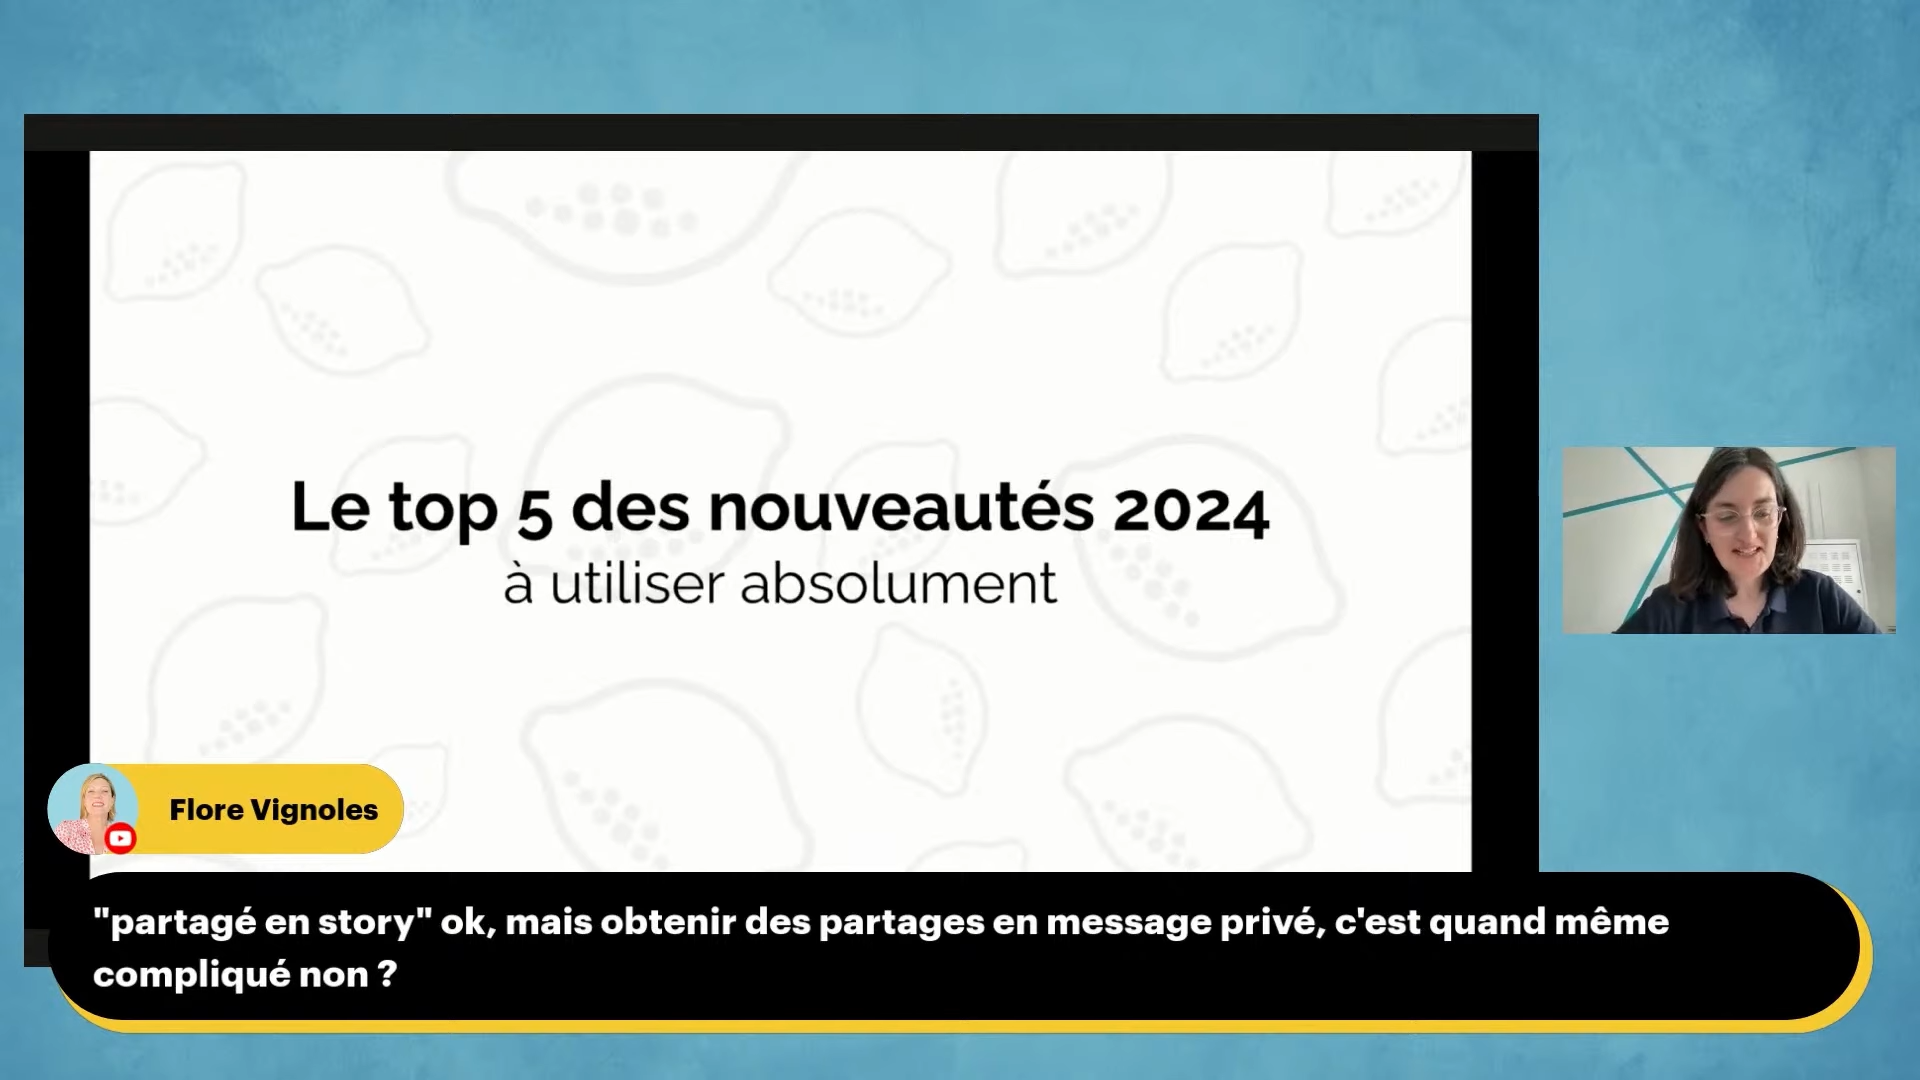 Le top 5 des nouveautés 2024
à utiliser absolument
Flore Vignoles
"partagé en story" ok, mais obtenir des partages en message privé, c'est quand même
compliqué non ?